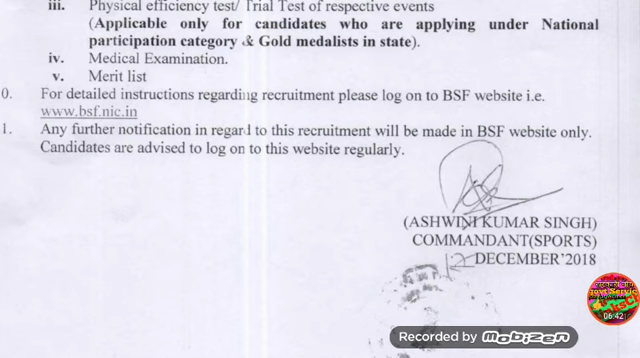 iii. Physical efficiency test/ Trial Test of respective events
(Applicable only for candidates who are applying under National
participation category & Gold medalists in state).
iv. Medical Examination.
v. Merit list
0. For detailed instructions regarding recruitment please log on to BSF website i.e.
www.bsf.nic.in
1. Any further notification in regard to this recruitment will be made in BSF website only.
Candidates are advised to log on to this website regularly.
(ASHWINI KUMAR SINGH)
COMMANDANT(SPORTS)
12 DECEMBER'2018
06:42
Recorded by Mobizen